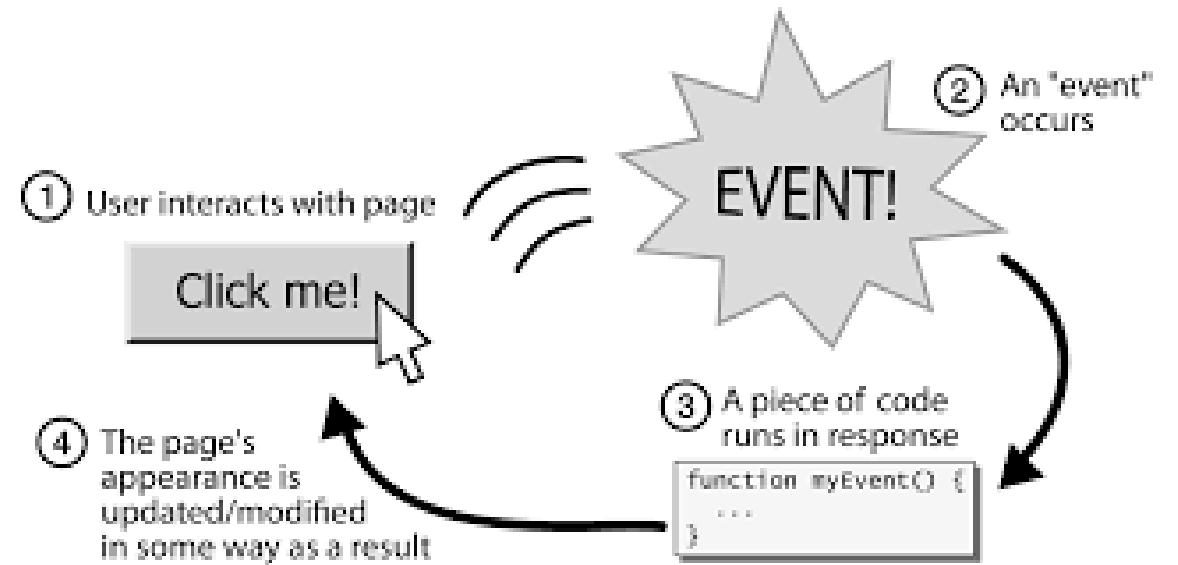 1 User interacts with page
Click me!
EVENT!
2 An "event"
occurs
3 A piece of code
runs in response
function myEvent() {
...
}
4 The page's
appearance is
updated/modified
in some way as a result